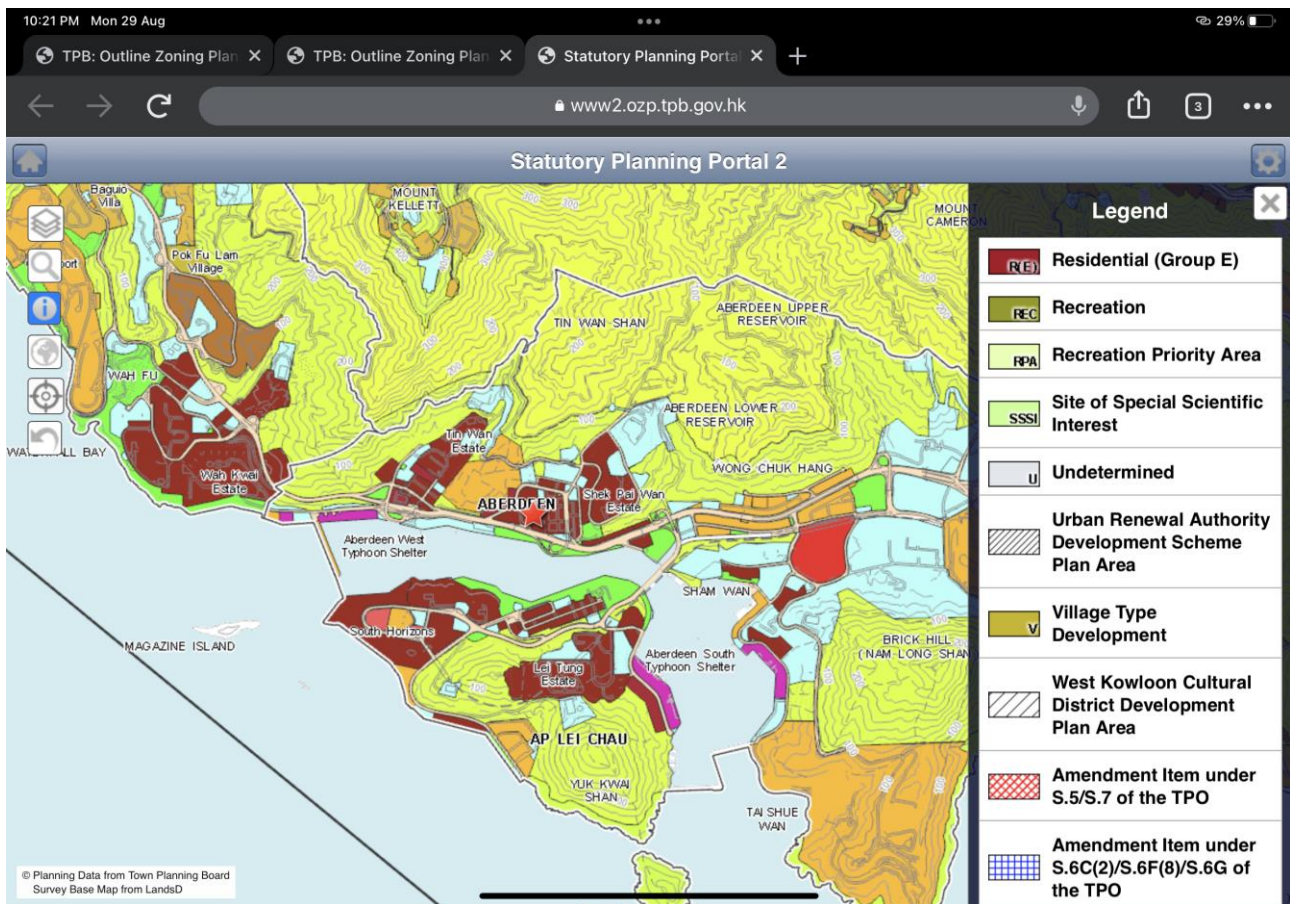 10:21 PM Mon 29 Aug
29%
TPB: Outline Zoning Plan
TPB: Outline Zoning Plan
Statutory Planning Portal
www2.ozp.tpb.gov.hk
3
Statutory Planning Portal 2
Baguio
Villa
MOUNT
KELLETT
MOUNT
CAMERON
Pok Fu Lam
Village
TIN WAN SHAN
ABERDEEN UPPER
RESERVOIR
WAH FU
ABERDEEN LOWER
RESERVOIR
Tin Wan
Estate
WONG CHUK HANG
Wah Kwai
Estate
ABERDEEN
Shek Pai Wan
Estate
Aberdeen West
Typhoon Shelter
SHAM WAN
South Horizons
MAGAZINE ISLAND
BRICK HILL
(NAM LONG SHAN
Aberdeen South
Typhoon Shelter
Lei Tung
Estate
AP LEI CHAU
YUK KWAI
SHAN
TAI SHUE
WAN
100
200
300
© Planning Data from Town Planning Board
Survey Base Map from LandsD
Legend
R(E) Residential (Group E)
REC Recreation
RPA Recreation Priority Area
SSSI Site of Special Scientific
Interest
U Undetermined
Urban Renewal Authority
Development Scheme
Plan Area
V Village Type
Development
West Kowloon Cultural
District Development
Plan Area
Amendment Item under
S.5/S.7 of the TPO
Amendment Item under
S.6C(2)/S.6F(8)/S.6G of
the TPO